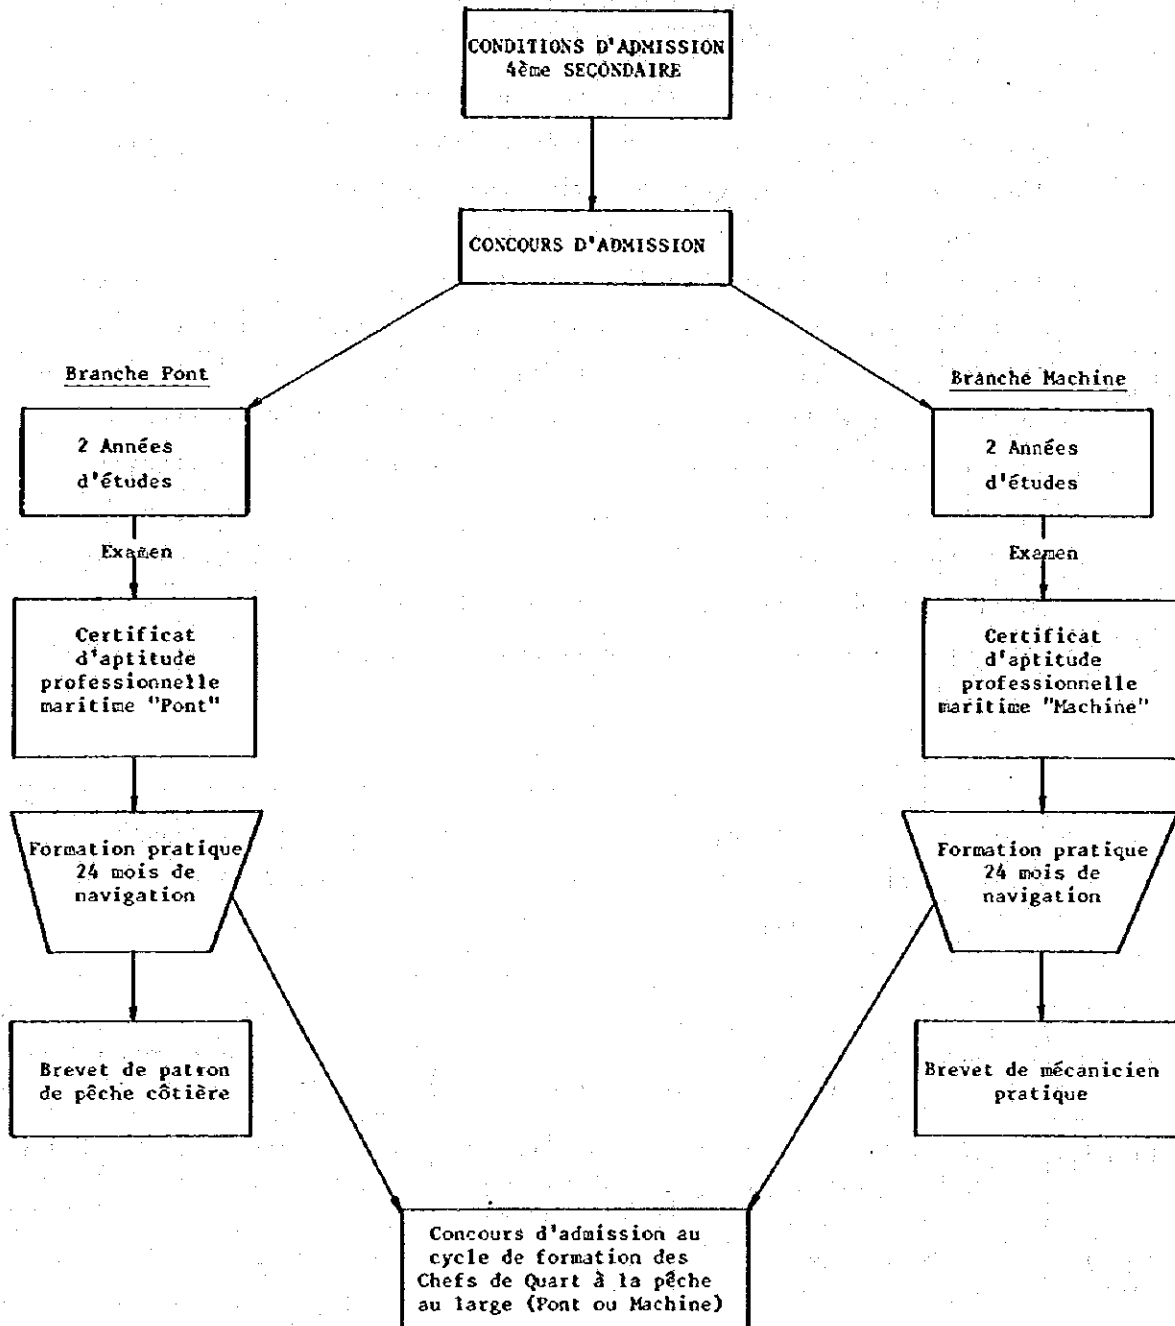 CONDITIONS D'ADMISSION
4ème SECONDAIRE
CONCOURS D'ADMISSION
Branche Pont
2 Années
d'études
Examen
Certificat
d'aptitude
professionnelle
maritime "Pont"
Formation pratique
24 mois de
navigation
Brevet de patron
de pêche côtière
Branche Machine
2 Années
d'études
Examen
Certificat
d'aptitude
professionnelle
maritime "Machine"
Formation pratique
24 mois de
navigation
Brevet de mécanicien
pratique
Concours d'admission au
cycle de formation des
Chefs de Quart à la pêche
au large (Pont ou Machine)